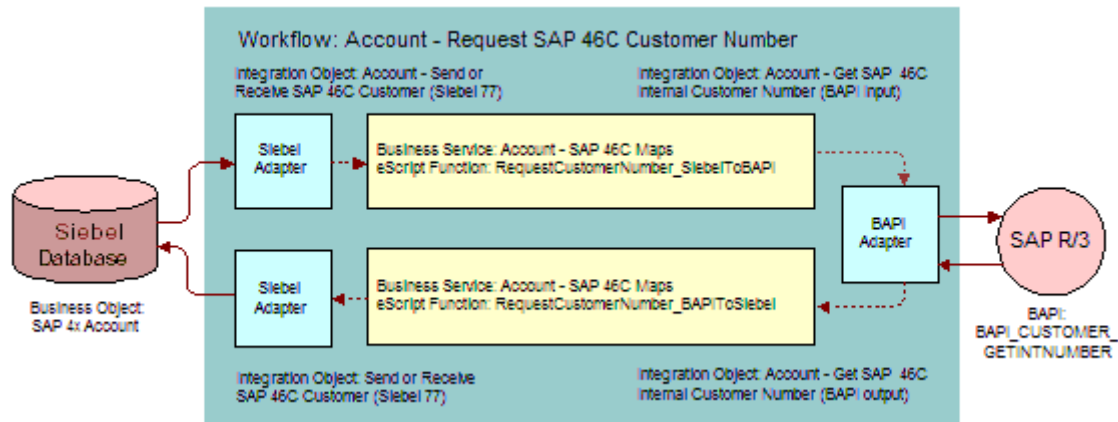 Workflow: Account - Request SAP 46C Customer Number
Integration Object: Account - Send or
Receive SAP 46C Customer (Siebel 77)
Integration Object: Account - Get SAP 46C
Internal Customer Number (BAPI Input)
Siebel
Adapter
Business Service: Account - SAP 46C Maps
eScript Function: RequestCustomerNumber_SiebelToBAPI
Siebel
Database
Business Object:
SAP 4x Account
BAPI
Adapter
SAP R/3
BAPI:
BAPI_CUSTOMER_
GETINTNUMBER
Siebel
Adapter
Business Service: Account - SAP 46C Maps
eScript Function: RequestCustomerNumber_BAPIToSiebel
Integration Object: Send or Receive
SAP 46C Customer (Siebel 77)
Integration Object: Account - Get SAP 46C
Internal Customer Number (BAPI output)